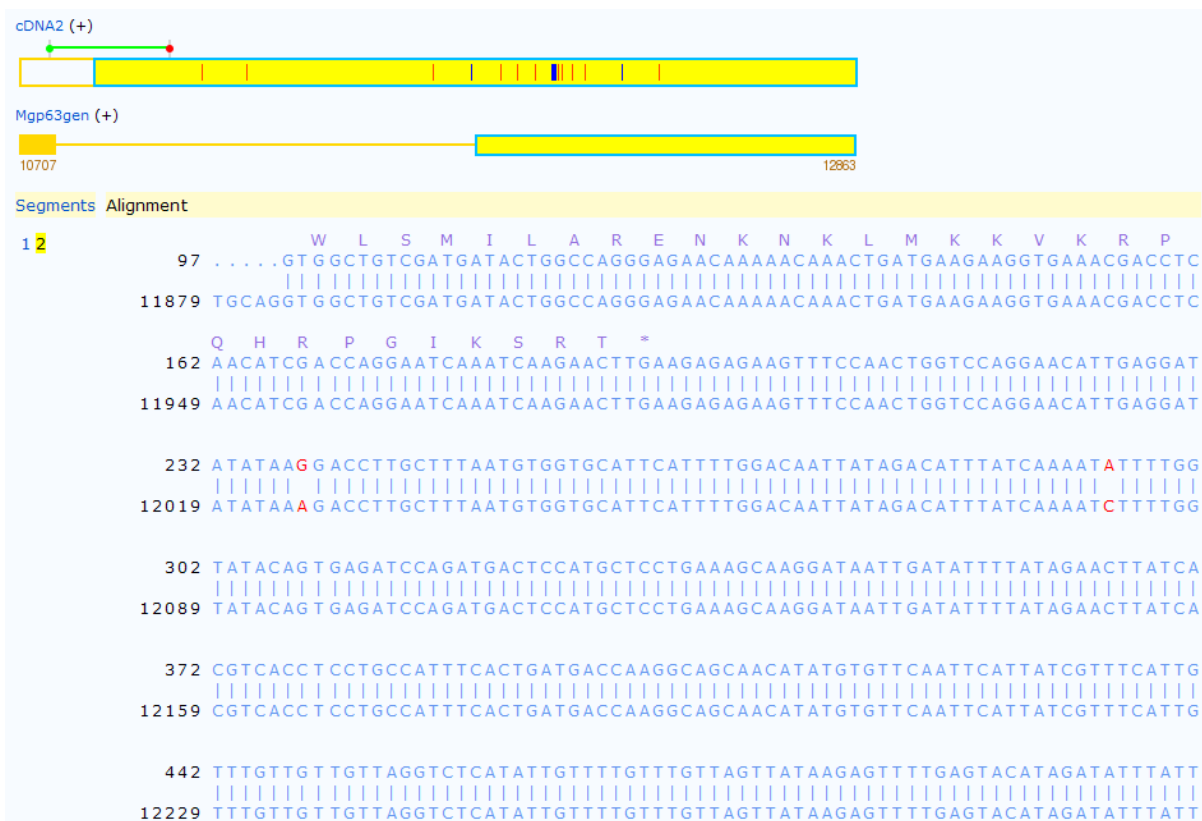 cDNA2 (+)
Mgp63gen (+)
10707 12863
Segments Alignment
1 2
W L S M I L A R E N K N K L M K K V K R P
97 .....GTGGCTGTCGATGATACTGGCCAGGGAGAACAAAAACAAACTGATGAAGAAGGTGAAACGACCTC
11879 TGCAGGTGGCTGTCGATGATACTGGCCAGGGAGAACAAAAACAAACTGATGAAGAAGGTGAAACGACCTC
Q H R P G I K S R T *
162 AACATCGACCAGGAATCAAATCAAGAACTTGAAGAGAGAAGTTTCCAACTGGTCCAGGAACATTGAGGAT
11949 AACATCGACCAGGAATCAAATCAAGAACTTGAAGAGAGAAGTTTCCAACTGGTCCAGGAACATTGAGGAT
232 ATATAAGGACCTTGCTTTAATGTGGTGCATTCATTTTGGACAATTATAGACATTTATCAAAATATTTTGG
12019 ATATAAAGACCTTGCTTTAATGTGGTGCATTCATTTTGGACAATTATAGACATTTATCAAAATCTTTTGG
302 TATACAGTGAGATCCAGATGACTCCATGCTCCTGAAAGCAAGGATAATTGATATTTTATAGAACTTATCA
12089 TATACAGTGAGATCCAGATGACTCCATGCTCCTGAAAGCAAGGATAATTGATATTTTATAGAACTTATCA
372 CGTCACCTCCTGCCATTTCACTGATGACCAAGGCAGCAACATATGTGTTCAATTCATTATCGTTTCATTG
12159 CGTCACCTCCTGCCATTTCACTGATGACCAAGGCAGCAACATATGTGTTCAATTCATTATCGTTTCATTG
442 TTTGTTGTTGTTAGGTCTCATATTGTTTTGTTTGTTAGTTATAAGAGTTTTGAGTACATAGATATTTATT
12229 TTTGTTGTTGTTAGGTCTCATATTGTTTTGTTTGTTAGTTATAAGAGTTTTGAGTACATAGATATTTATT